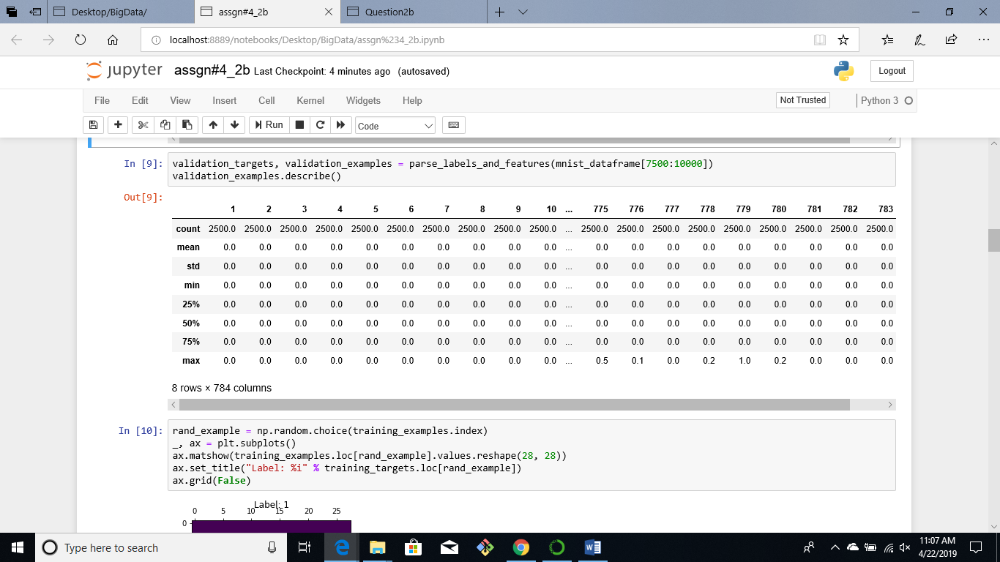 Desktop/BigData/ assgn#4_2b Question2b
localhost:8889/notebooks/Desktop/BigData/assgn%234_2b.ipynb
jupyter assgn#4_2b Last Checkpoint: 4 minutes ago (autosaved) Logout
File Edit View Insert Cell Kernel Widgets Help Not Trusted Python 3
Run Code
In [9]: validation_targets, validation_examples = parse_labels_and_features(mnist_dataframe[7500:10000])
validation_examples.describe()
Out[9]:
1 2 3 4 5 6 7 8 9 10 ... 775 776 777 778 779 780 781 782 783
count 2500.0 2500.0 2500.0 2500.0 2500.0 2500.0 2500.0 2500.0 2500.0 2500.0 ... 2500.0 2500.0 2500.0 2500.0 2500.0 2500.0 2500.0 2500.0 2500.0
mean 0.0 0.0 0.0 0.0 0.0 0.0 0.0 0.0 0.0 0.0 ... 0.0 0.0 0.0 0.0 0.0 0.0 0.0 0.0 0.0
std 0.0 0.0 0.0 0.0 0.0 0.0 0.0 0.0 0.0 0.0 ... 0.0 0.0 0.0 0.0 0.0 0.0 0.0 0.0 0.0
min 0.0 0.0 0.0 0.0 0.0 0.0 0.0 0.0 0.0 0.0 ... 0.0 0.0 0.0 0.0 0.0 0.0 0.0 0.0 0.0
25% 0.0 0.0 0.0 0.0 0.0 0.0 0.0 0.0 0.0 0.0 ... 0.0 0.0 0.0 0.0 0.0 0.0 0.0 0.0 0.0
50% 0.0 0.0 0.0 0.0 0.0 0.0 0.0 0.0 0.0 0.0 ... 0.0 0.0 0.0 0.0 0.0 0.0 0.0 0.0 0.0
75% 0.0 0.0 0.0 0.0 0.0 0.0 0.0 0.0 0.0 0.0 ... 0.0 0.0 0.0 0.0 0.0 0.0 0.0 0.0 0.0
max 0.0 0.0 0.0 0.0 0.0 0.0 0.0 0.0 0.0 0.0 ... 0.5 0.1 0.0 0.2 1.0 0.2 0.0 0.0 0.0
8 rows × 784 columns
In [10]: rand_example = np.random.choice(training_examples.index)
_, ax = plt.subplots()
ax.matshow(training_examples.loc[rand_example].values.reshape(28, 28))
ax.set_title("Label: %i" % training_targets.loc[rand_example])
ax.grid(False)
Label: 1
0 5 10 15 20 25
0
Type here to search
11:07 AM
4/22/2019